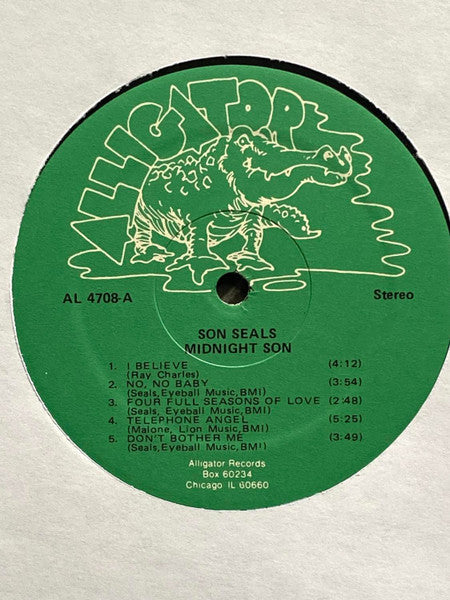 ALLIGATOR
AL 4708-A Stereo
SON SEALS
MIDNIGHT SON
1. I BELIEVE (4:12)
(Ray Charles)
2. NO, NO BABY (3:54)
(Seals,Eyeball Music,BMI)
3. FOUR FULL SEASONS OF LOVE (2:48)
(Seals, Eyeball Music,BMI)
4. TELEPHONE ANGEL (5:25)
(Malone, Lion Music,BMI)
5. DON'T BOTHER ME (3:49)
(Seals,Eyeball Music,BMI)
Alligator Records
Box 60234
Chicago IL 60660